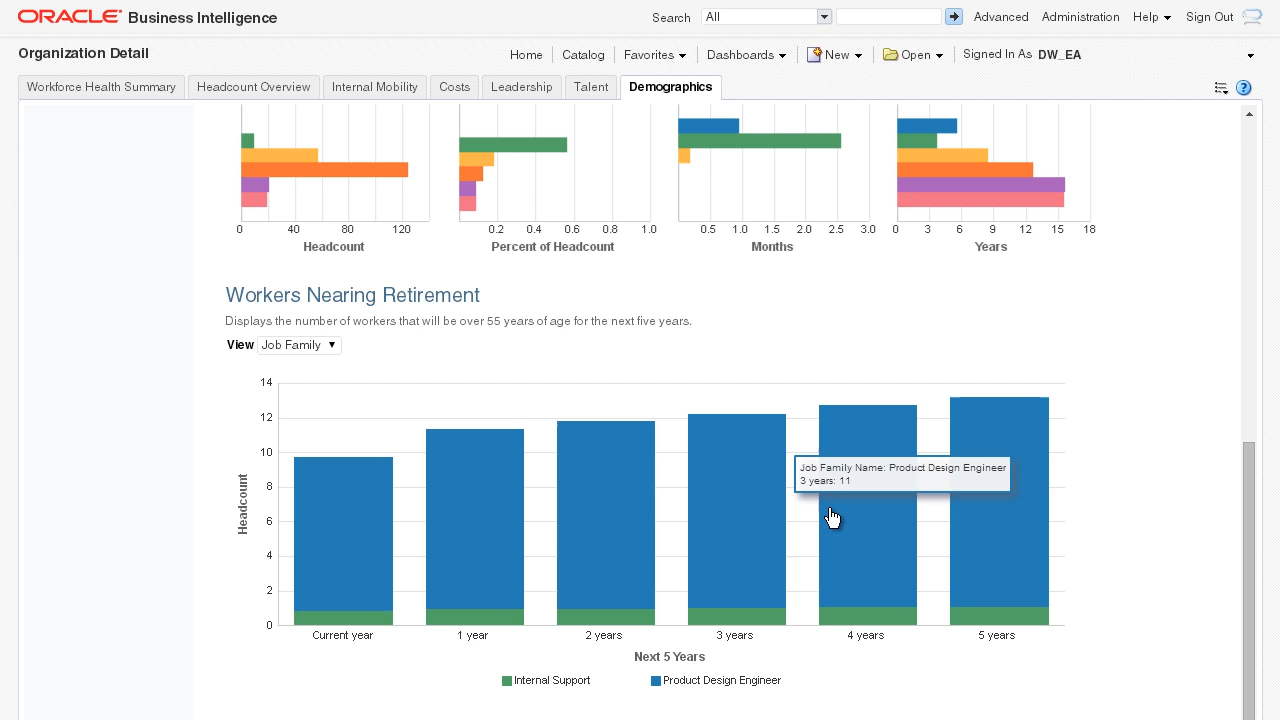 ORACLE Business Intelligence
Search All Advanced Administration Help Sign Out
Organization Detail
Home Catalog Favorites Dashboards New Open Signed In As DW_EA
Workforce Health Summary Headcount Overview Internal Mobility Costs Leadership Talent Demographics
0 40 80 120
Headcount
0.2 0.4 0.6 0.8 1.0
Percent of Headcount
0.5 1.0 1.5 2.0 2.5 3.0
Months
0 3 6 9 12 15 18
Years
Workers Nearing Retirement
Displays the number of workers that will be over 55 years of age for the next five years.
View Job Family
Headcount
14
12
10
8
6
4
2
0
Job Family Name: Product Design Engineer
3 years: 11
Current year 1 year 2 years 3 years 4 years 5 years
Next 5 Years
Internal Support Product Design Engineer